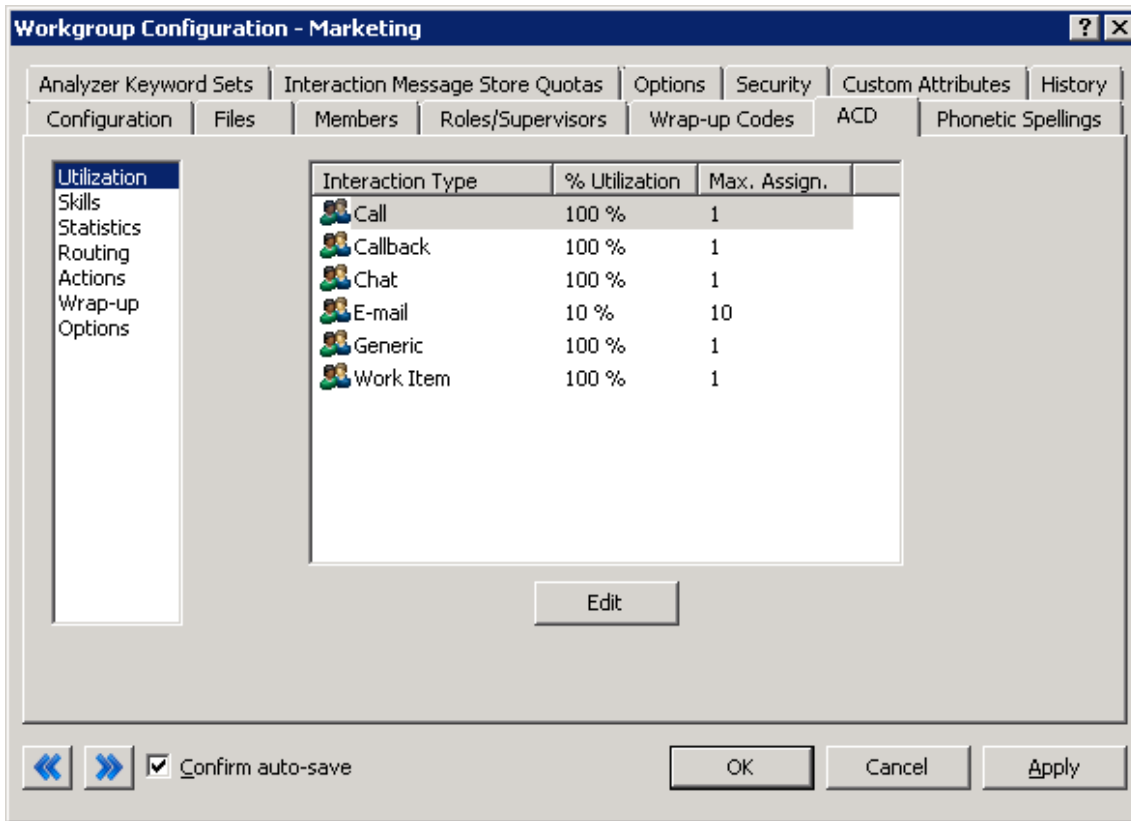 Workgroup Configuration - Marketing
Analyzer Keyword Sets Interaction Message Store Quotas Options Security Custom Attributes History
Configuration Files Members Roles/Supervisors Wrap-up Codes ACD Phonetic Spellings
Utilization
Skills
Statistics
Routing
Actions
Wrap-up
Options
Interaction Type % Utilization Max. Assign.
Call 100 % 1
Callback 100 % 1
Chat 100 % 1
E-mail 10 % 10
Generic 100 % 1
Work Item 100 % 1
Edit
Confirm auto-save OK Cancel Apply